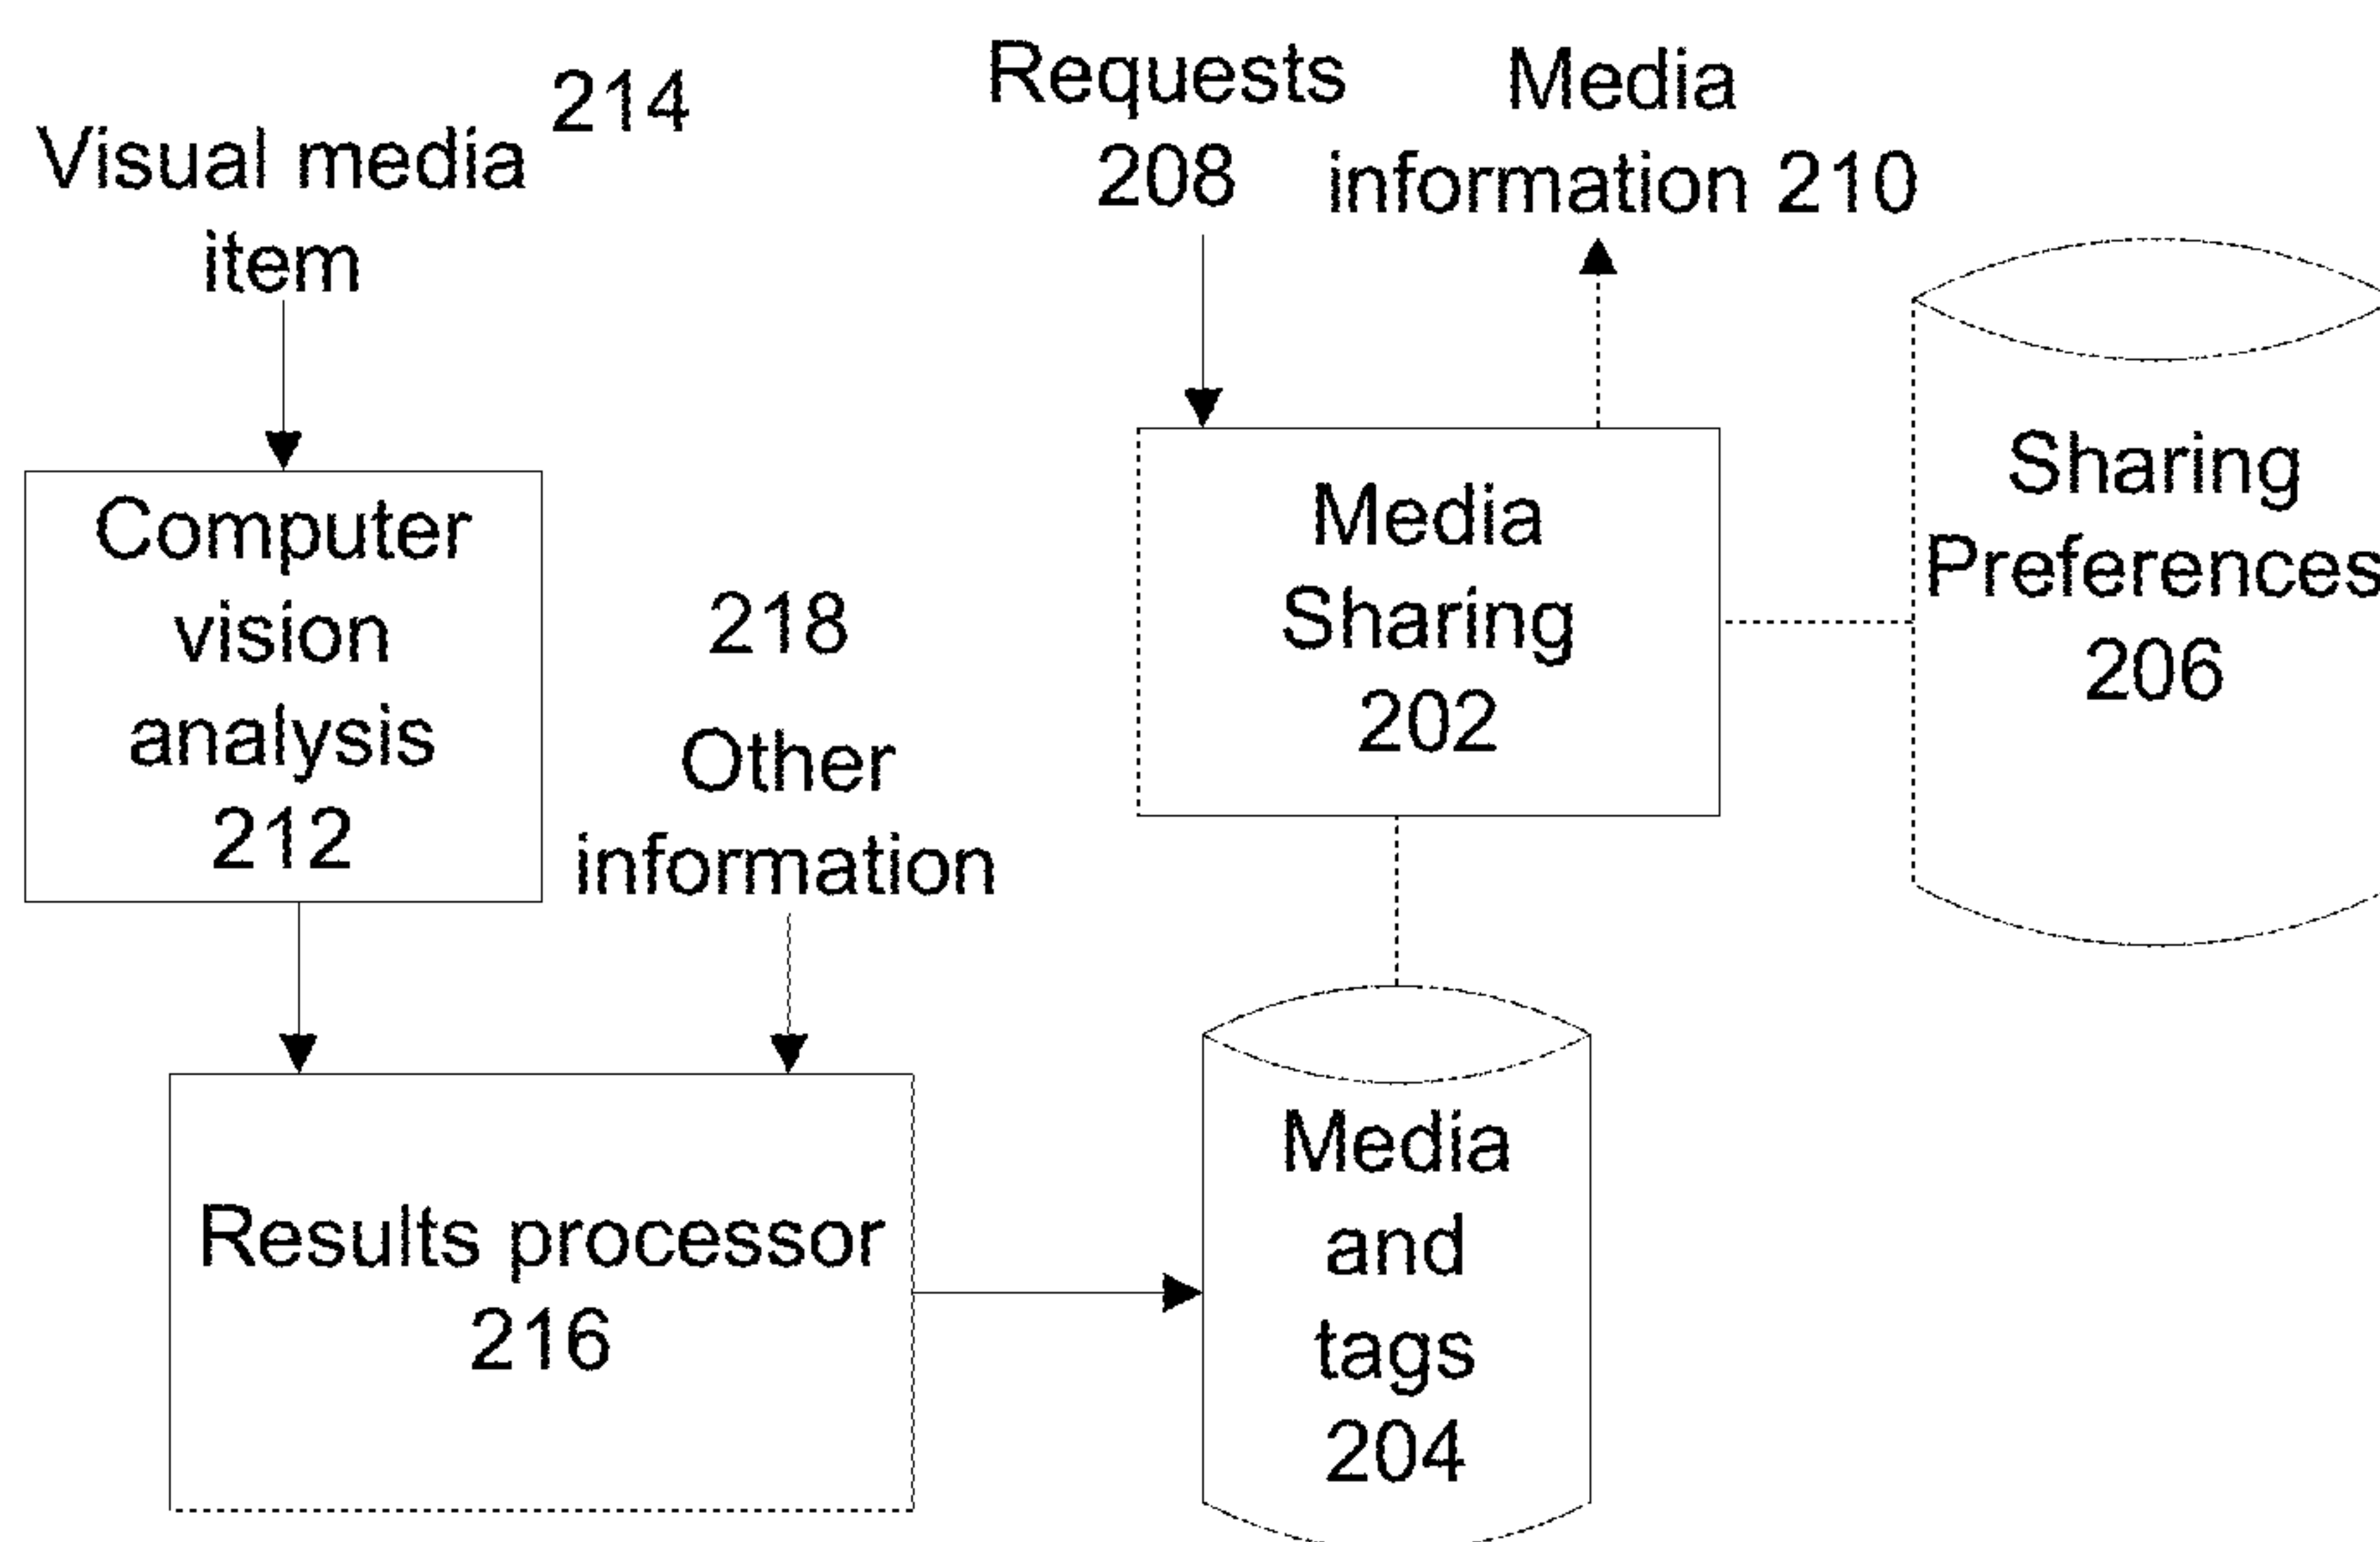 214
Visual media
item
Requests
208
Media
information 210
Computer
vision
analysis
212
218
Other
information
Media
Sharing
202
Sharing
Preferences
206
Results processor
216
Media
and
tags
204